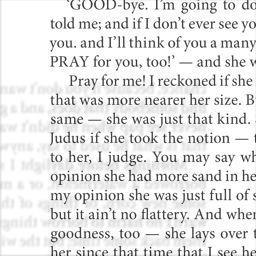 'GOOD-bye. I'm going to do
told me; and if I don't ever see yo
you. and I'll think of you a many
PRAY for you, too!' — and she w
Pray for me! I reckoned if she
that was more nearer her size. B
same — she was just that kind.
Judus if she took the notion — t
to her, I judge. You may say wh
opinion she had more sand in he
my opinion she was just full of s
but it ain't no flattery. And when
goodness, too — she lays over t
her since that time that I see he